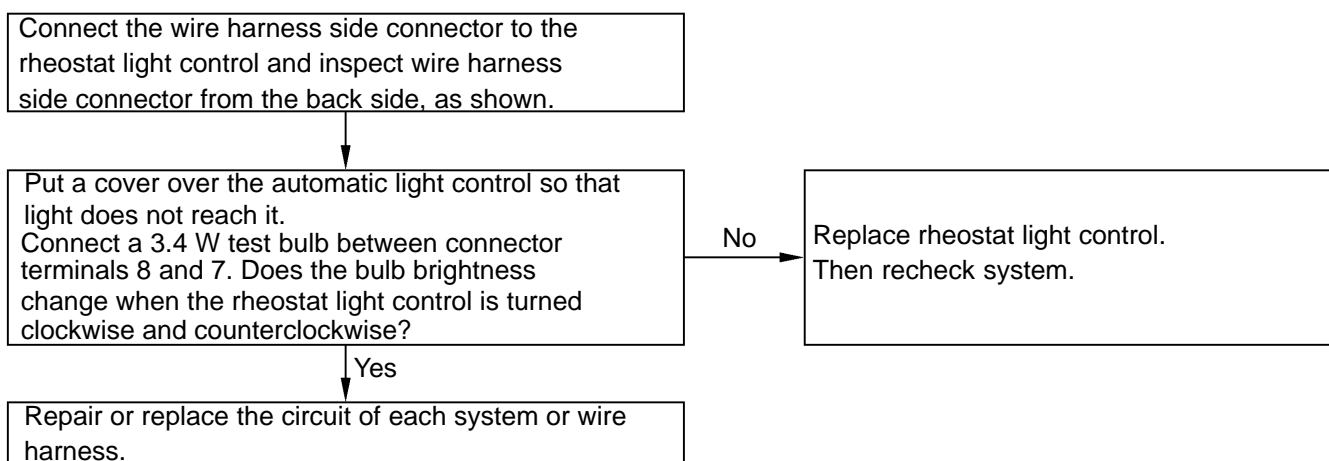 Connect the wire harness side connector to the
rheostat light control and inspect wire harness
side connector from the back side, as shown.
Put a cover over the automatic light control so that
light does not reach it.
Connect a 3.4 W test bulb between connector
terminals 8 and 7. Does the bulb brightness
change when the rheostat light control is turned
clockwise and counterclockwise?
No
Replace rheostat light control.
Then recheck system.
Yes
Repair or replace the circuit of each system or wire
harness.